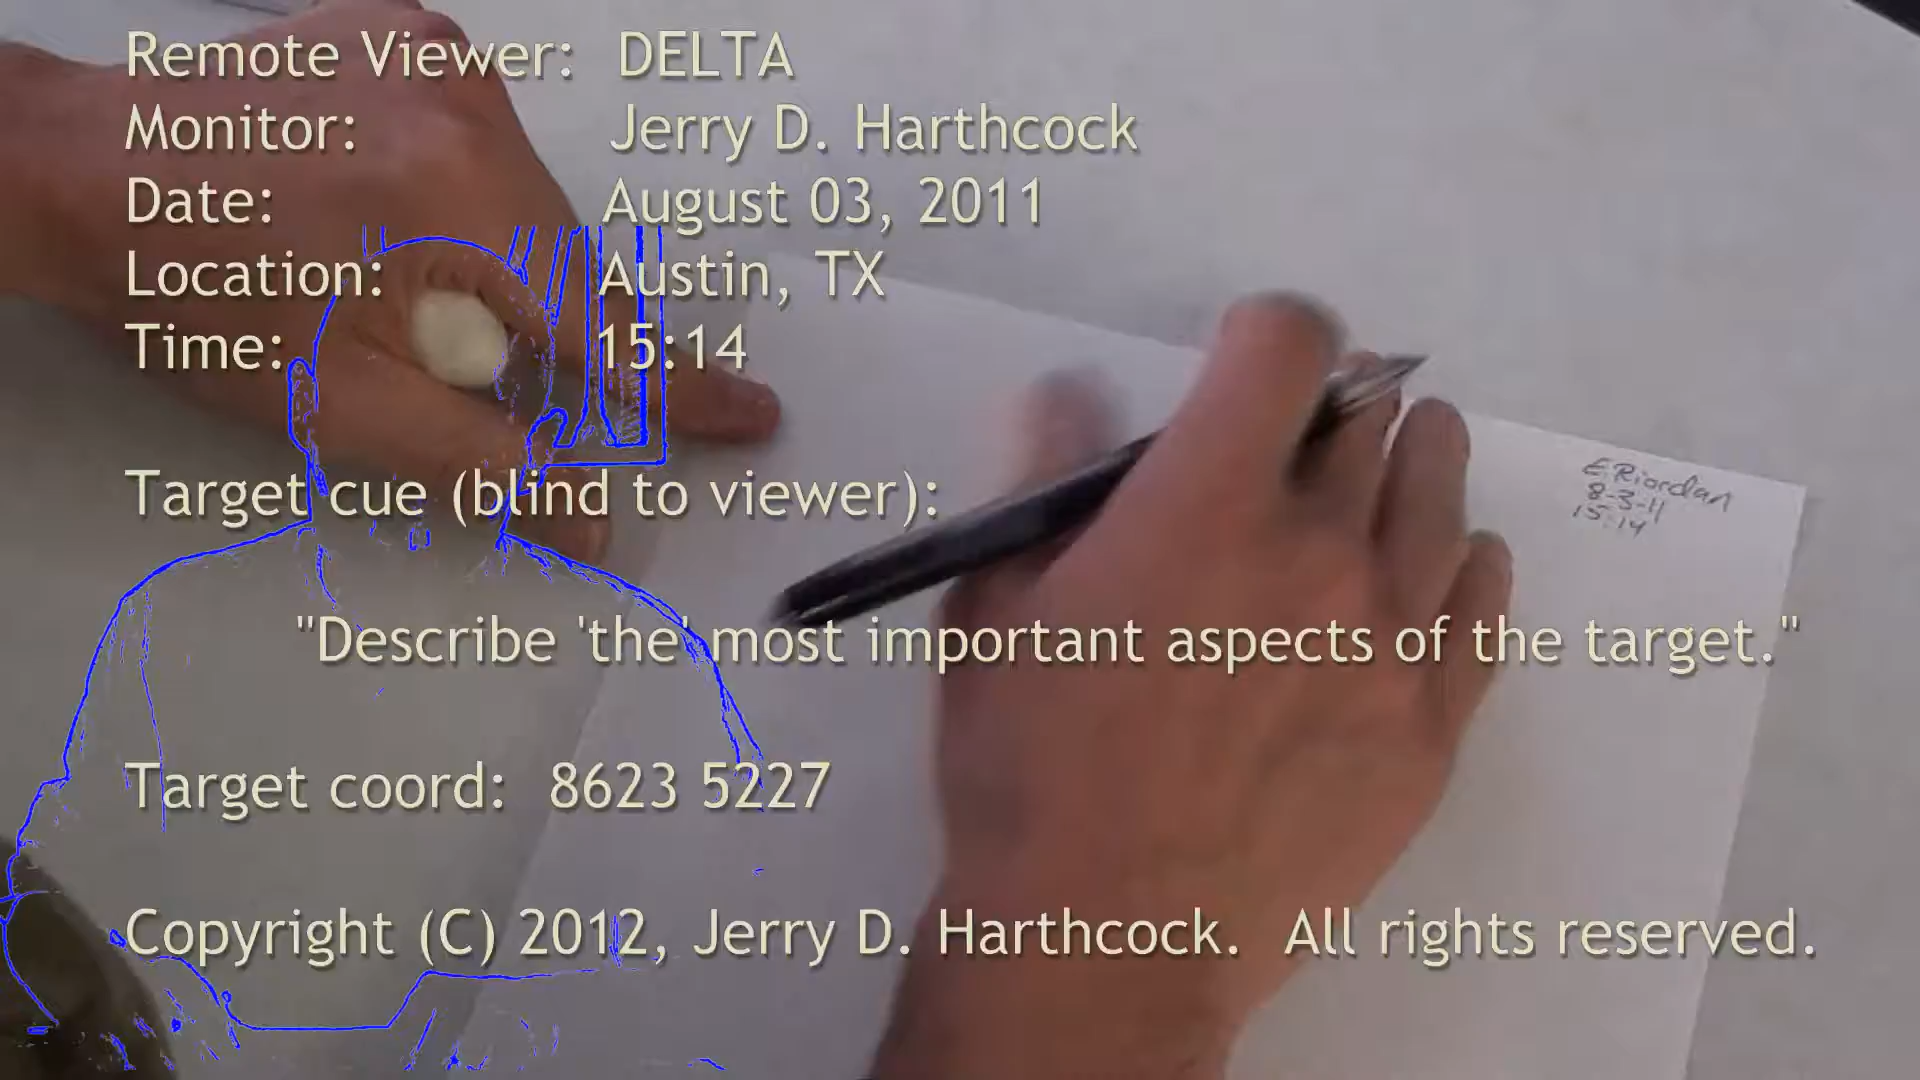 Remote Viewer: DELTA
Monitor: Jerry D. Harthcock
Date: August 03, 2011
Location: Austin, TX
Time: 15:14
E. Riordan
8-3-11
15:14
Target cue (blind to viewer):
"Describe 'the' most important aspects of the target."
Target coord: 8623 5227
Copyright (C) 2012, Jerry D. Harthcock. All rights reserved.